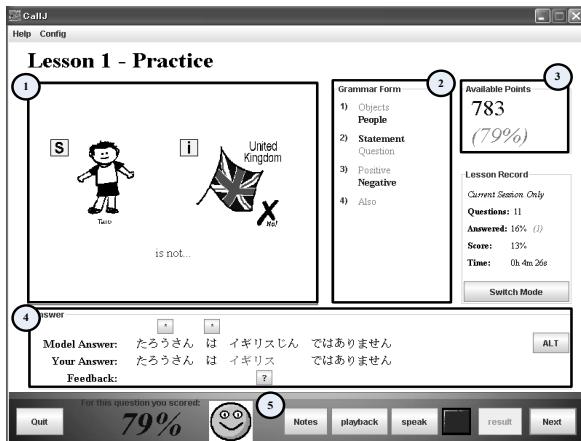 CallJ
Help Config
Lesson 1 - Practice
1
S
Taro
i
United
Kingdom
No!
is not...
2
Grammar Form
1) Objects
People
2) Statement
Question
3) Positive
Negative
4) Also
3
Available Points
783
(79%)
Lesson Record
Current Session Only
Questions: 11
Answered: 16% (1)
Score: 13%
Time: 0h 4m 26s
Switch Mode
4
nswer
* *
Model Answer: たろうさん は イギリスじん ではありません
Your Answer: たろうさん は イギリス ではありません
Feedback: ?
ALT
5
For this question you scored:
79%
Quit
Notes
playback
speak
result
Next